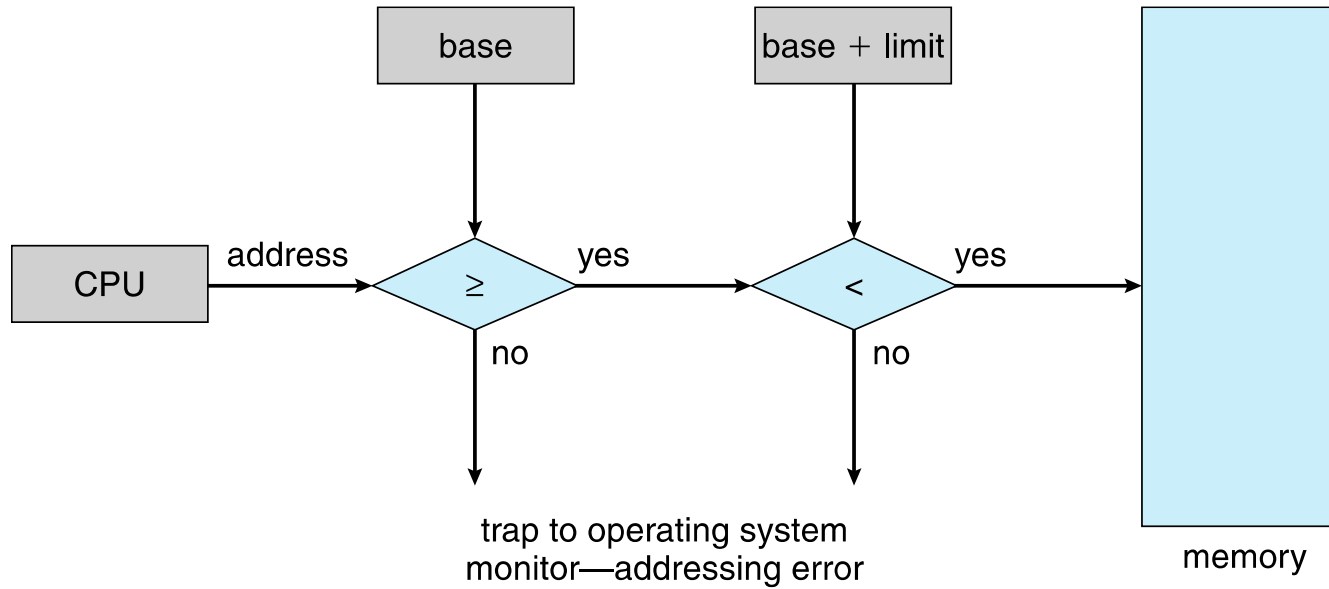 base
base + limit
CPU
address
≥
yes
<
yes
no
no
trap to operating system
monitor—addressing error
memory